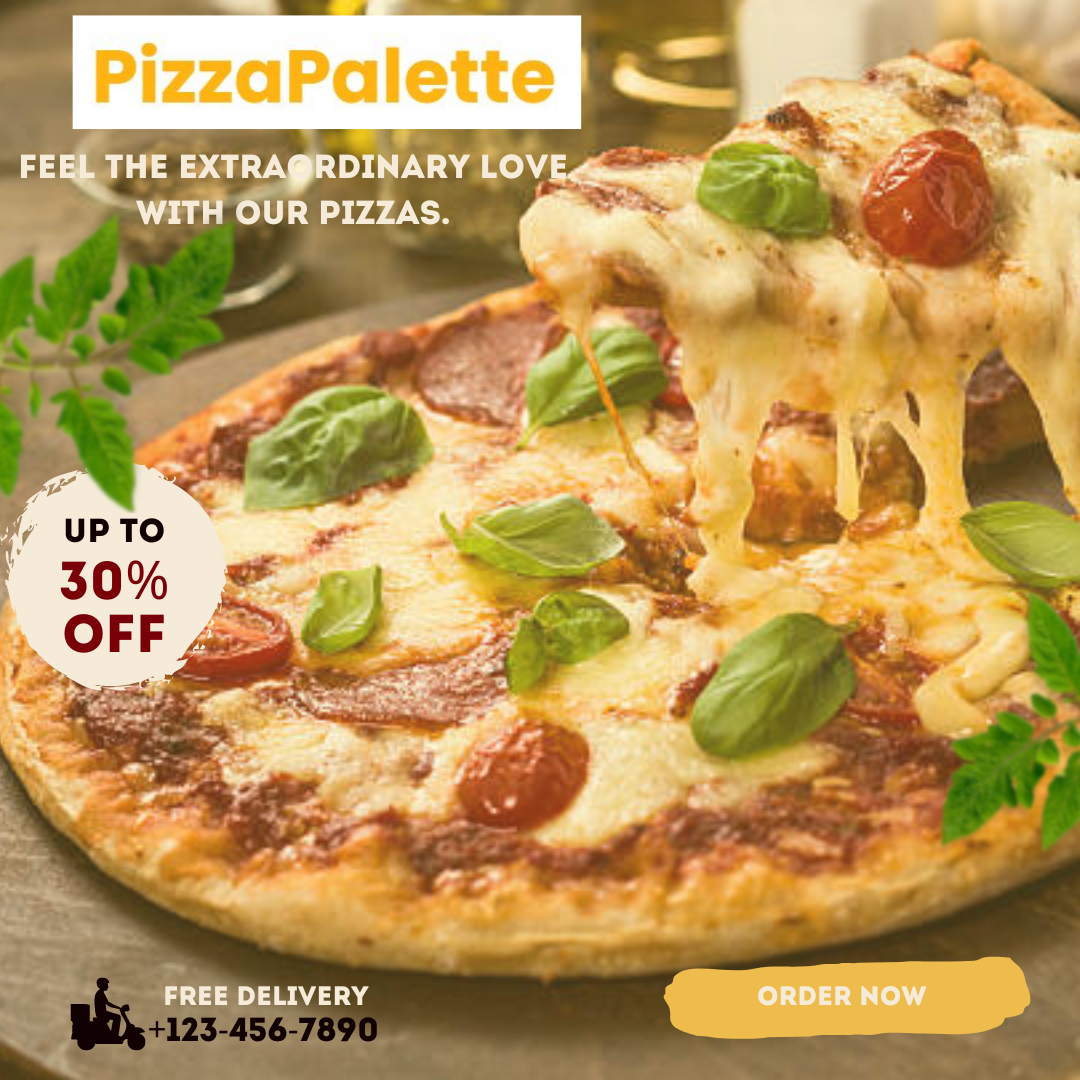 PizzaPalette
FEEL THE EXTRAORDINARY LOVE
WITH OUR PIZZAS.
UP TO
30%
OFF
FREE DELIVERY
+123-456-7890
ORDER NOW